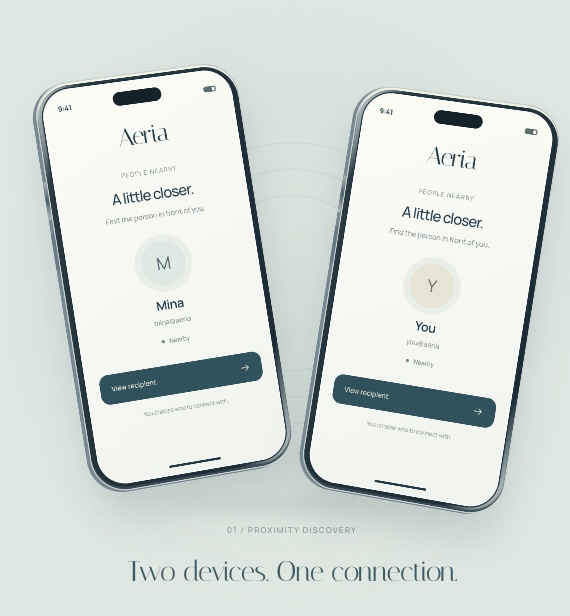 9:41
Aeria
PEOPLE NEARBY
A little closer.
Find the person in front of you.
M
Mina
mina@aeria
Nearby
View recipient →
You choose who to connect with.
9:41
Aeria
PEOPLE NEARBY
A little closer.
Find the person in front of you.
Y
You
you@aeria
Nearby
View recipient →
You choose who to connect with.
01 / PROXIMITY DISCOVERY
Two devices. One connection.